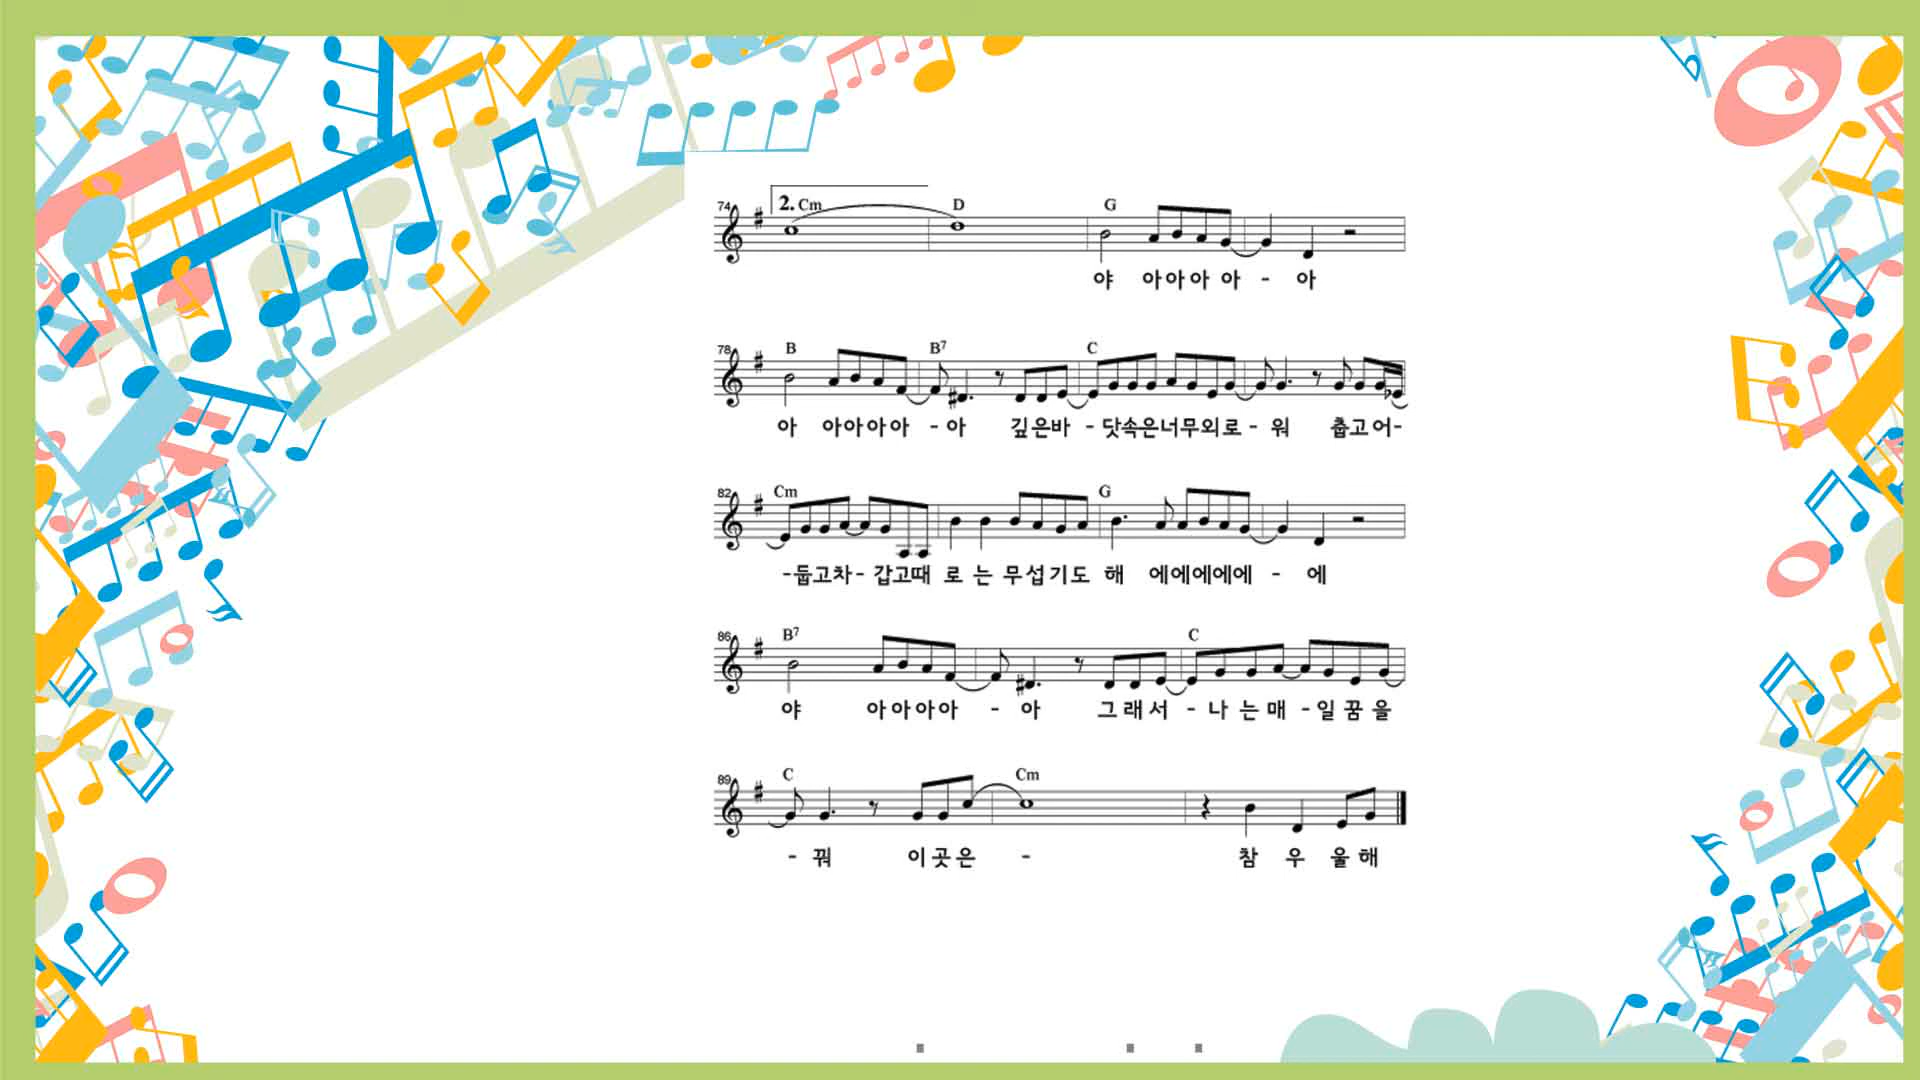 74 2. Cm D G
야 아아아 아 - 아
78 B B7 C
아 아아아아 - 아 깊은바 - 닷속은너무외로 - 워 춥고어-
82 Cm G
-둡고차- 갑고때 로 는 무섭기도 해 에에에에에 - 에
86 B7 C
야 아아아아 - 아 그래서 - 나 는 매 - 일 꿈 을
89 C Cm
- 꿔 이곳은 - 참 우 울해